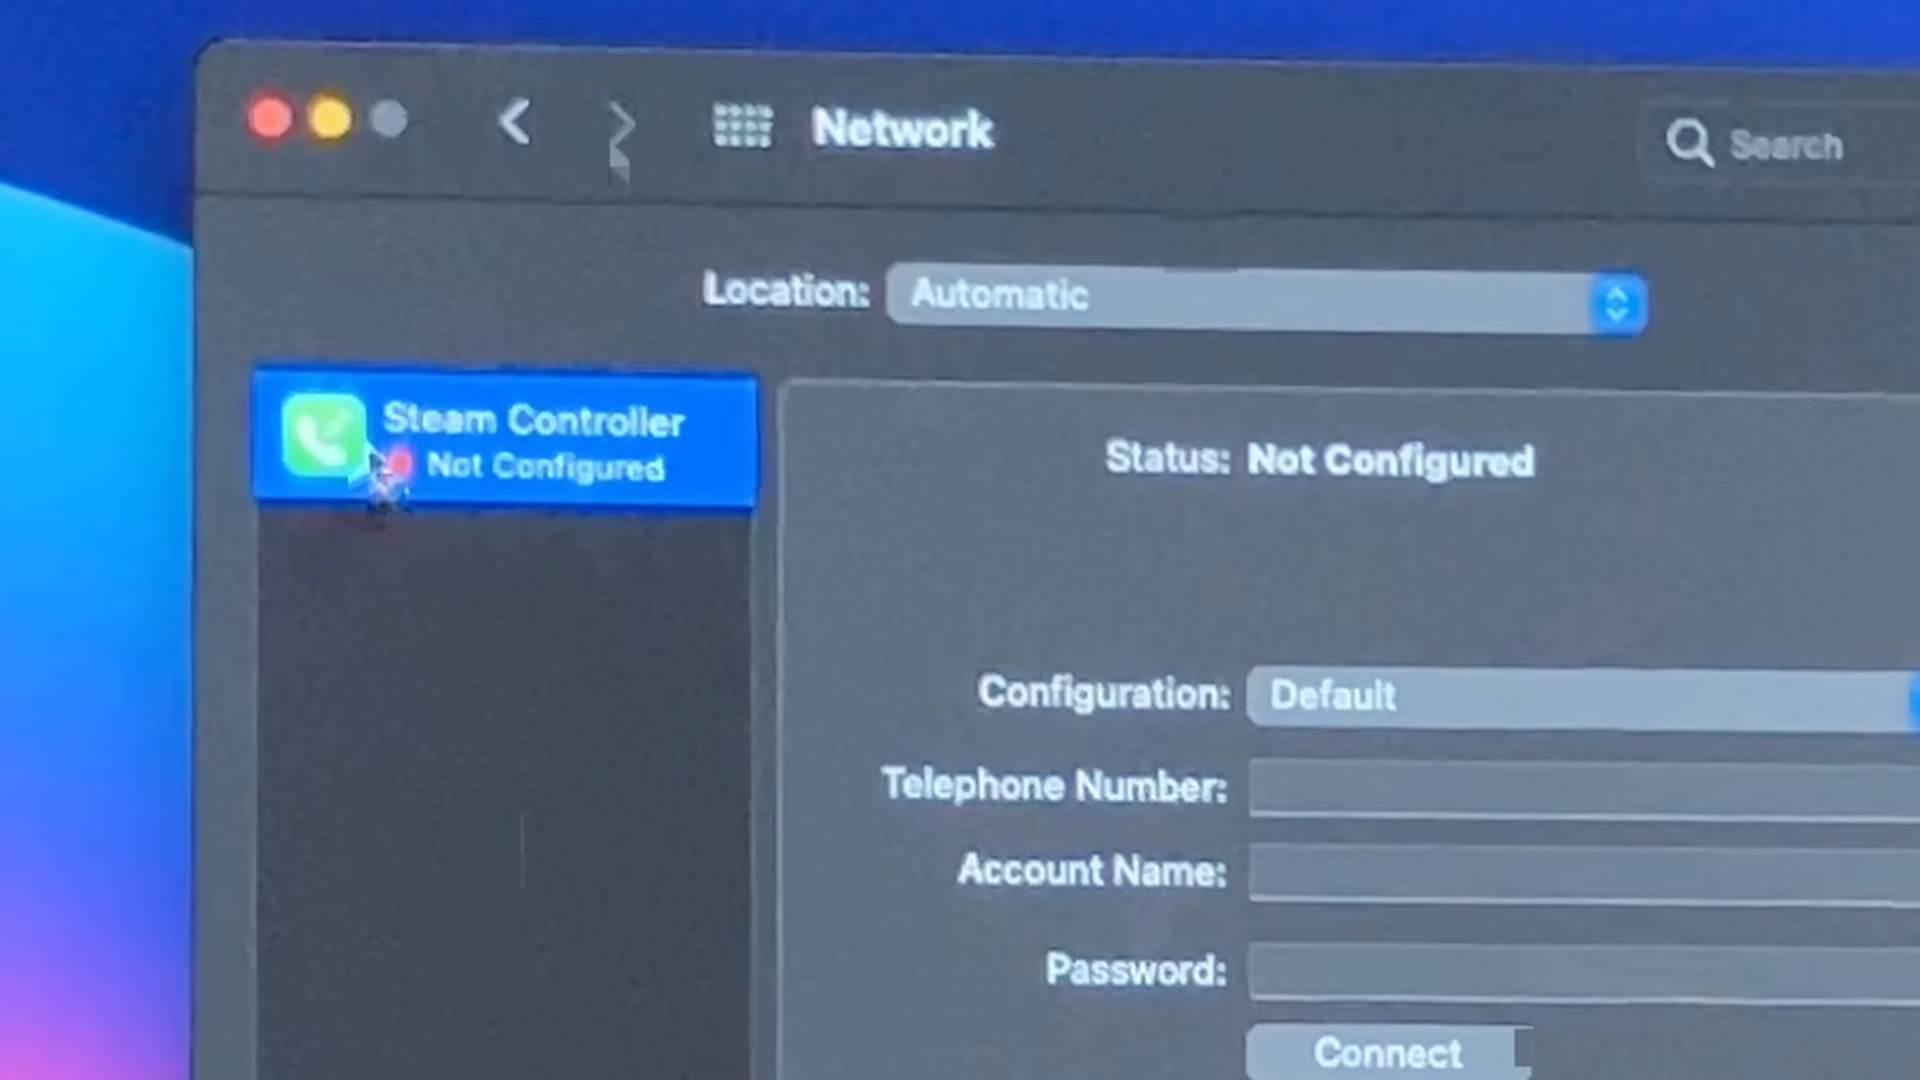 Network
Search
Location: Automatic
Steam Controller
Not Configured
Status: Not Configured
Configuration: Default
Telephone Number:
Account Name:
Password:
Connect